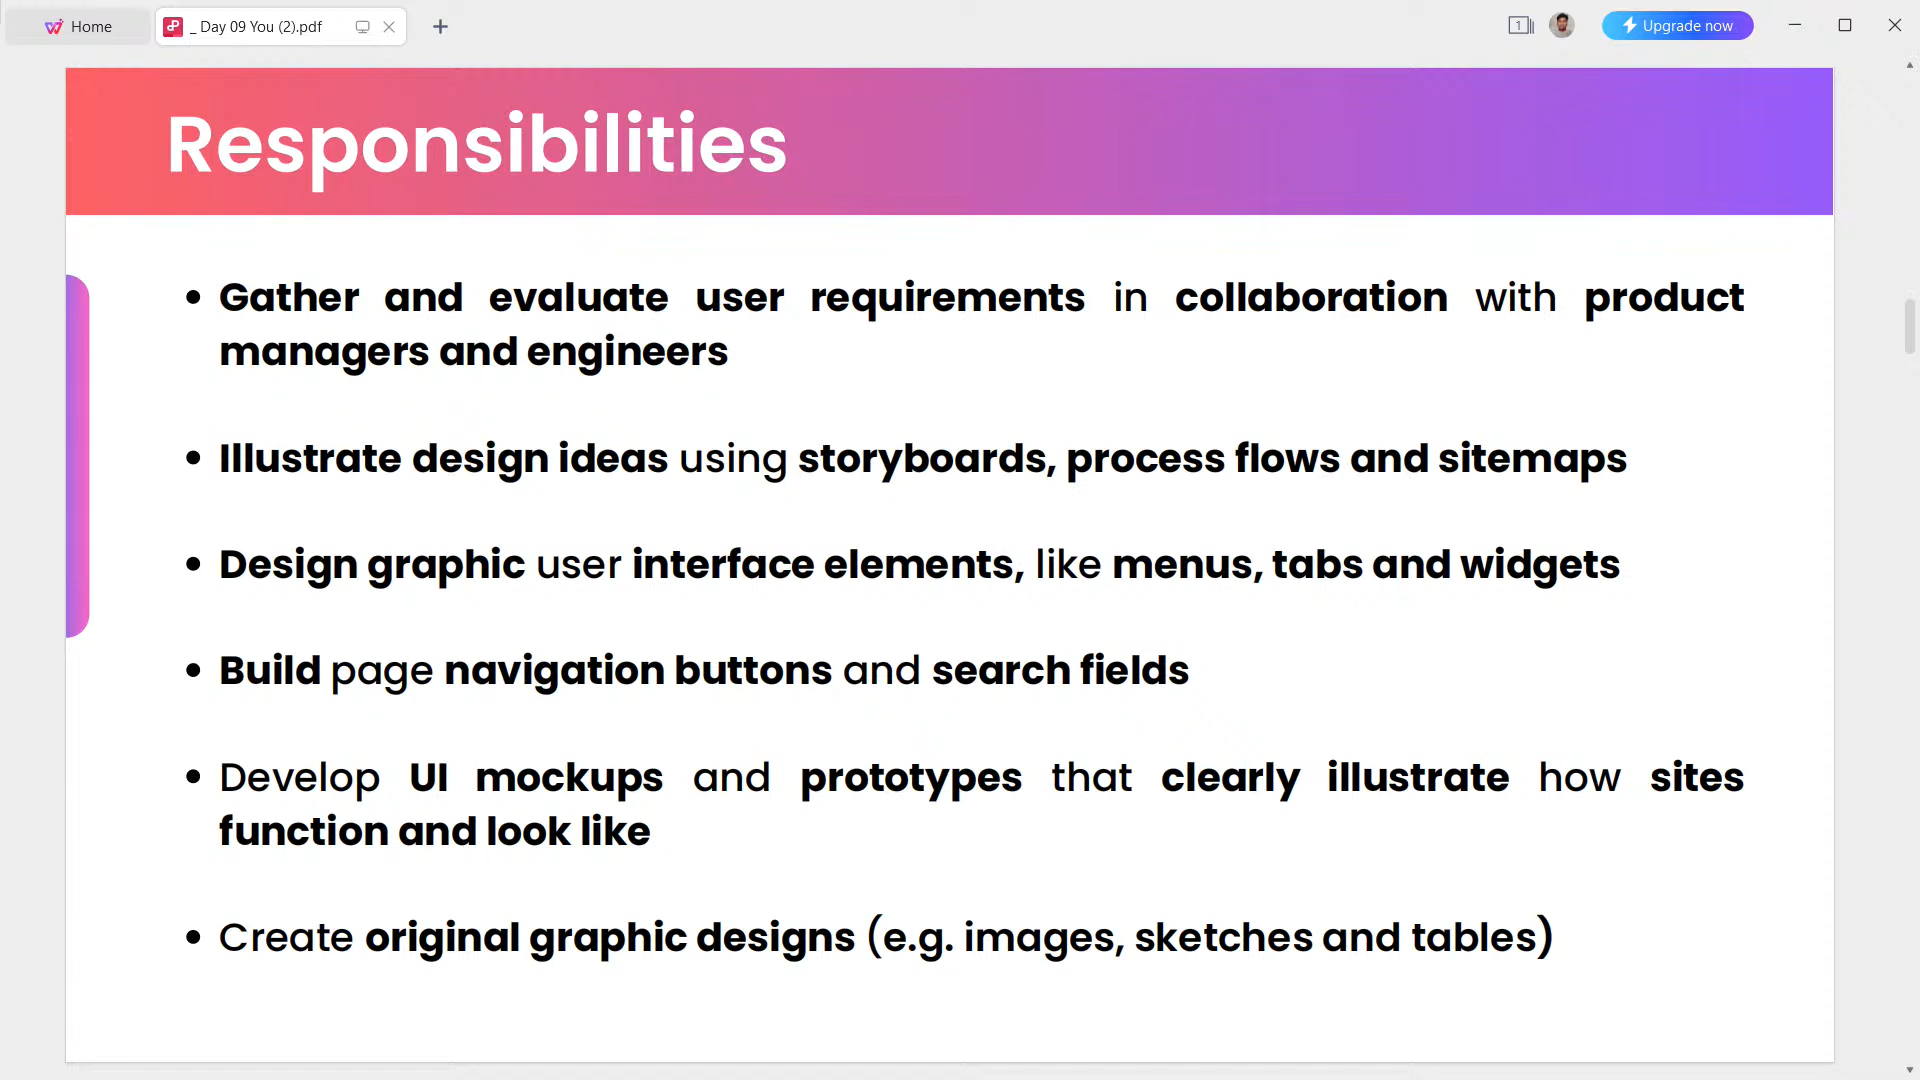 Home
_ Day 09 You (2).pdf
1
Upgrade now
Responsibilities
• Gather and evaluate user requirements in collaboration with product
managers and engineers
• Illustrate design ideas using storyboards, process flows and sitemaps
• Design graphic user interface elements, like menus, tabs and widgets
• Build page navigation buttons and search fields
• Develop UI mockups and prototypes that clearly illustrate how sites
function and look like
• Create original graphic designs (e.g. images, sketches and tables)